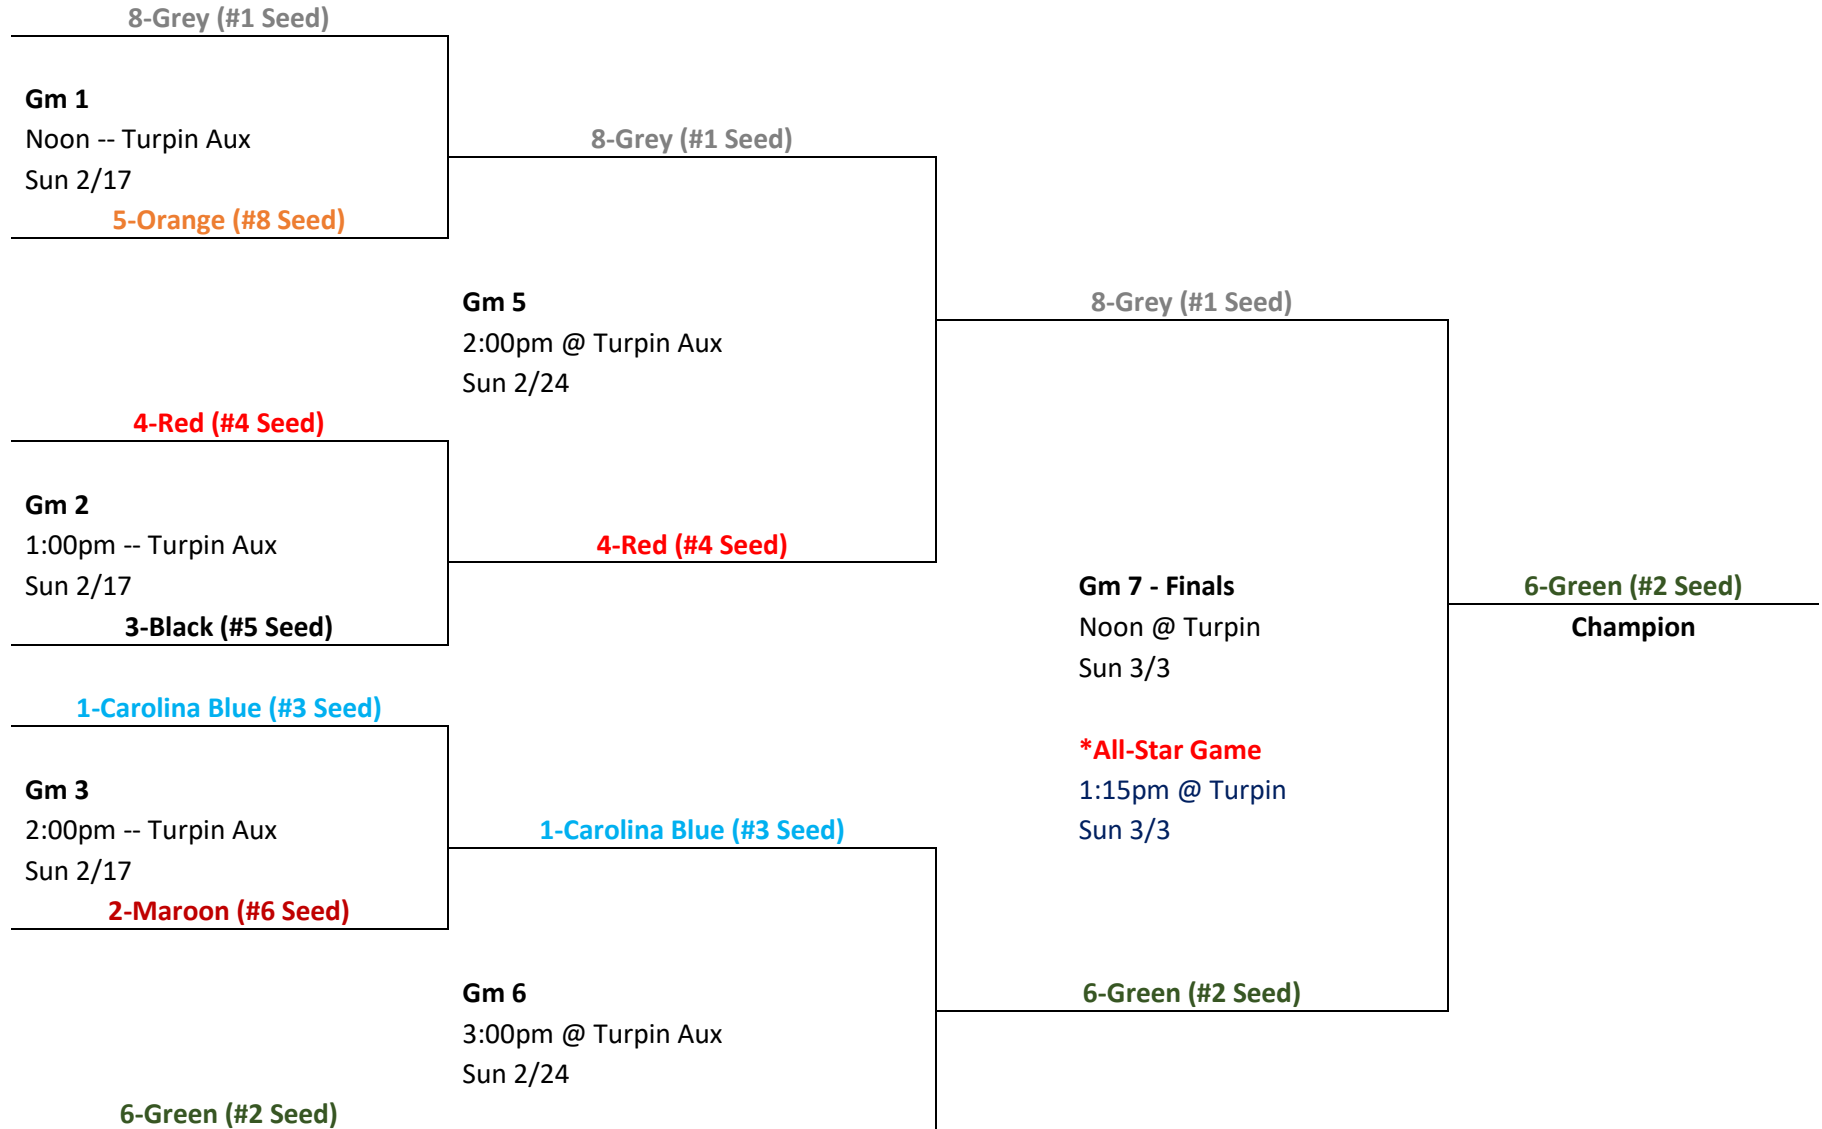 8-Grey (#1 Seed)
Gm 1
Noon -- Turpin Aux
Sun 2/17
5-Orange (#8 Seed)
8-Grey (#1 Seed)
Gm 5
2:00pm @ Turpin Aux
Sun 2/24
8-Grey (#1 Seed)
4-Red (#4 Seed)
Gm 2
1:00pm -- Turpin Aux
Sun 2/17
3-Black (#5 Seed)
4-Red (#4 Seed)
Gm 7 - Finals
Noon @ Turpin
Sun 3/3
6-Green (#2 Seed)
Champion
*All-Star Game
1:15pm @ Turpin
Sun 3/3
1-Carolina Blue (#3 Seed)
Gm 3
2:00pm -- Turpin Aux
Sun 2/17
2-Maroon (#6 Seed)
1-Carolina Blue (#3 Seed)
Gm 6
3:00pm @ Turpin Aux
Sun 2/24
6-Green (#2 Seed)
6-Green (#2 Seed)